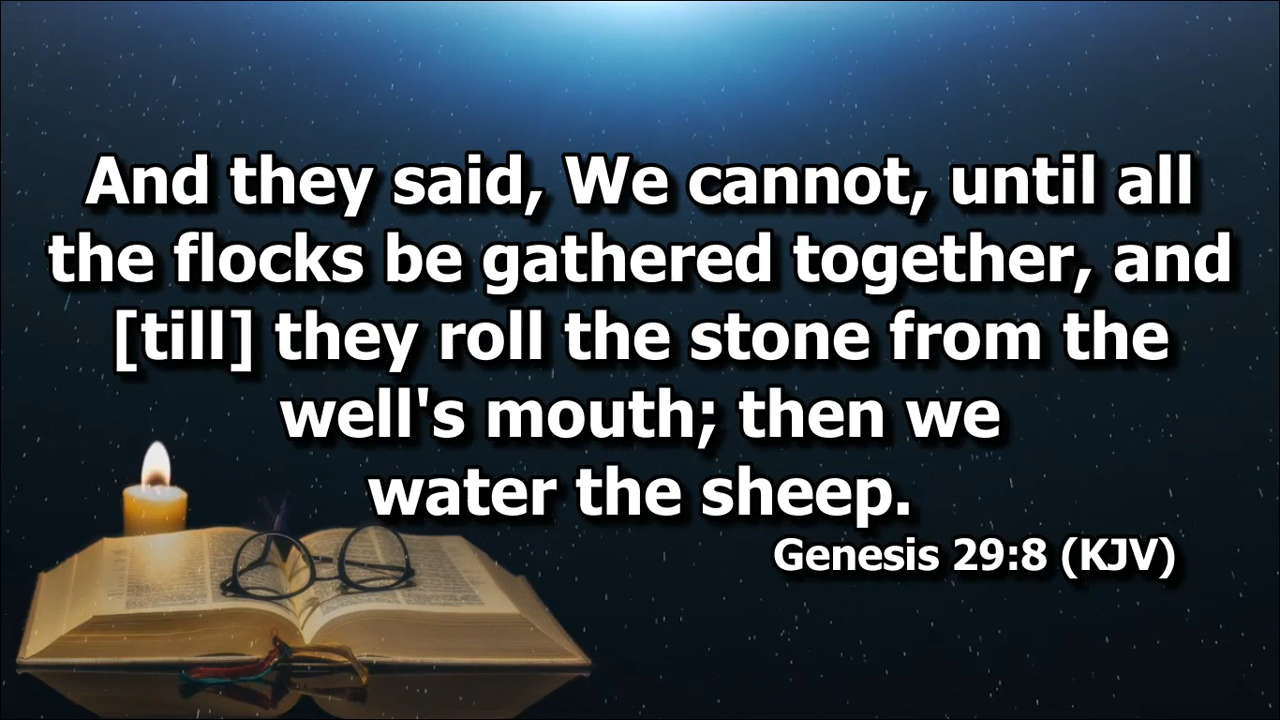 And they said, We cannot, until all
the flocks be gathered together, and
[till] they roll the stone from the
well's mouth; then we
water the sheep.
Genesis 29:8 (KJV)